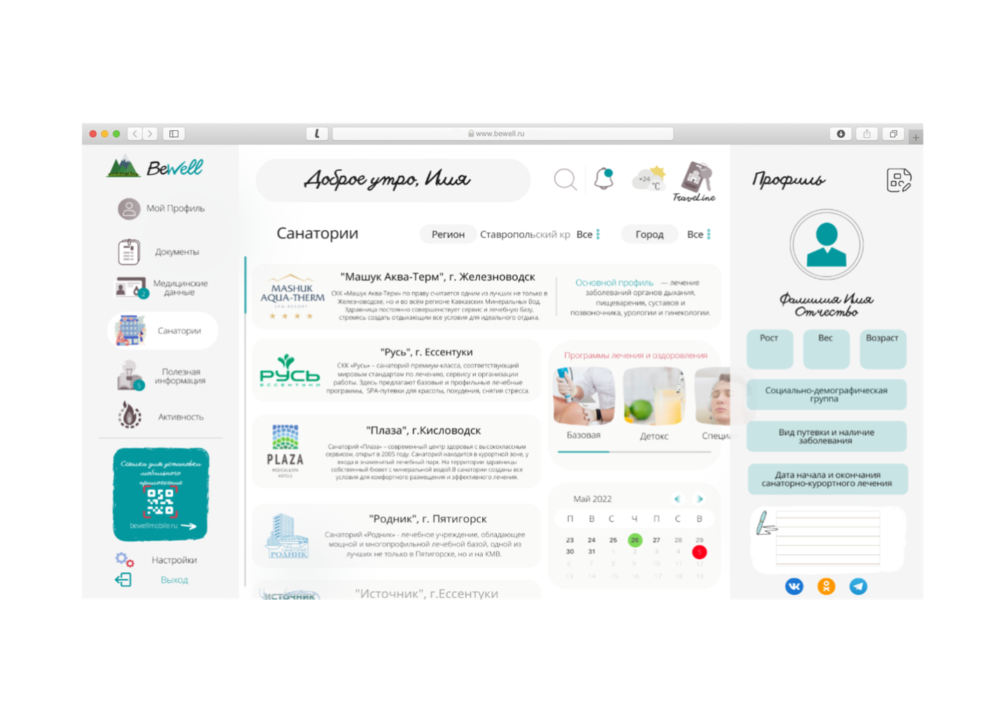 www.bewell.ru
BeWell
Мой Профиль
Документы
Медицинские
данные
2
Санатории
Полезная
информация
5
Активность
Ссылка для установки
мобильного
приложение
bewellmobile.ru
Настройки
Выход
Доброе утро, Имя
+24
°C
TravelLine
Санатории
Регион
Ставропольский кр
Все
Город
Все
MASHUK
AQUA-THERM
SPA-RESORT
"Машук Аква-Терм", г. Железноводск
СКК «Машук Аква-Терм» по праву считается одним из лучших не только в
Железноводске, но и во всём регионе Кавказских Минеральных Вод.
Здравница постоянно совершенствует сервис и лечебную базу,
стремясь создать отдыхающим все условия для идеального отдыха.
Основной профиль — лечение
заболеваний органов дыхания,
пищеварения, суставов и
позвоночника, урологии и гинекологии.
РУСЬ
ЕССЕНТУКИ
"Русь", г. Ессентуки
СКК «Русь» – санаторий премиум-класса, соответствующий
мировым стандартам по лечению, сервису и организации
работы. Здесь предлагают базовые и профильные лечебные
программы, SPA-путевки для красоты, похудения, снятия стресса.
PLAZA
MEDICAL&SPA
HOTELS
"Плаза", г.Кисловодск
Санаторий «Плаза» – современный центр здоровья с высококлассным
сервисом, открыт в 2005 году. Санаторий находится в курортной зоне, у
входа в знаменитый лечебный парк. На территории здравницы
собственный бювет с минеральной водой.В санатории созданы все
условия для комфортного размещения и эффективного лечения.
САНАТОРИЙ
РОДНИК
"Родник", г. Пятигорск
Санаторий «Родник» - лечебное учреждение, обладающее
мощной и многопрофильной лечебной базой, одной из
лучших не только в Пятигорске, но и на КМВ.
ИСТОЧНИК
"Источник", г.Ессентуки
Программы лечения и оздоровления
Базовая
Детокс
Специа
Май 2022
П В С Ч П С В
23 24 25 26 27 28 29
30 31 1 2 3 4 5
6 7 8 9 10 11 12
13 14 15 16 17 18 19
Профиль
Фамилия Имя
Отчество
Рост
Вес
Возраст
Социально-демографическая
группа
Вид путевки и наличие
заболевания
Дата начала и окончания
санаторно-курортного лечения